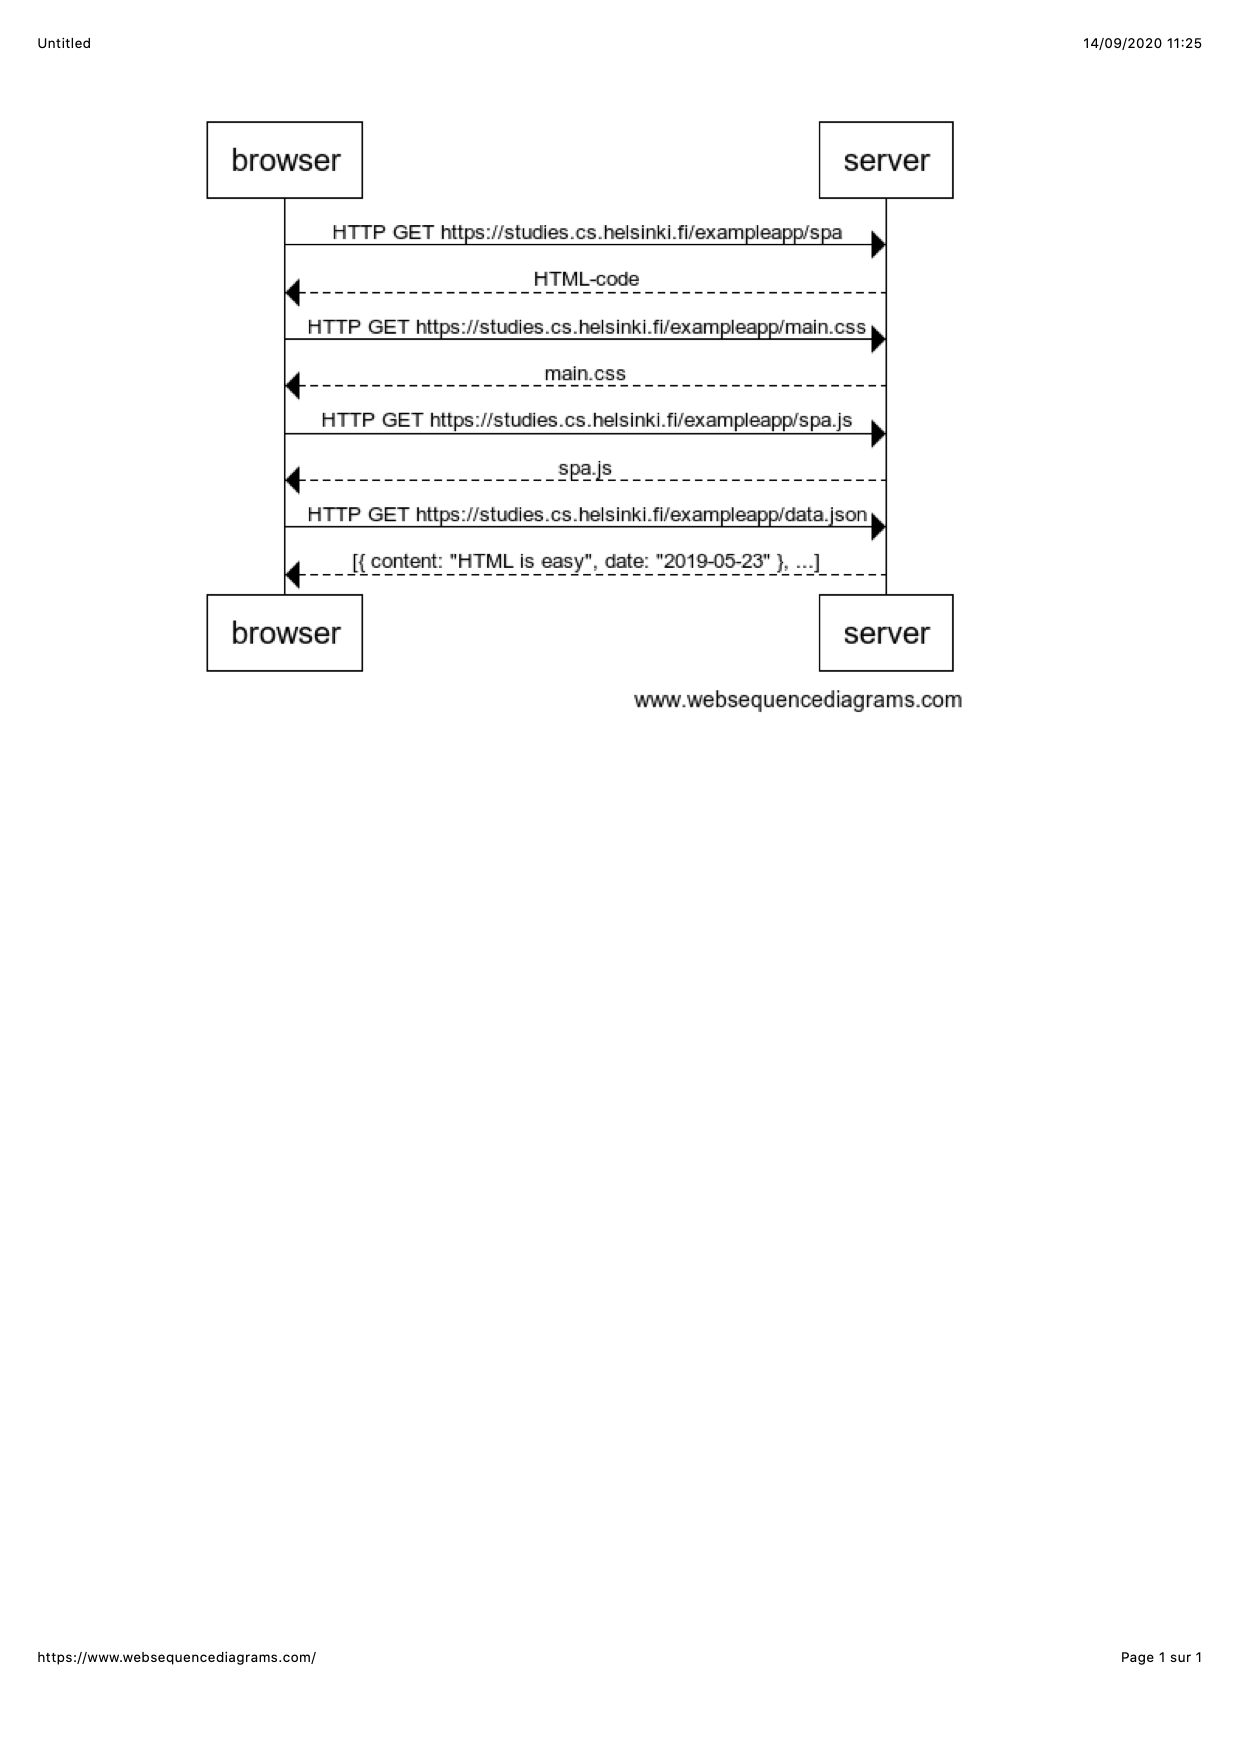 Untitled 14/09/2020 11:25
browser server
HTTP GET https://studies.cs.helsinki.fi/exampleapp/spa
HTML-code
HTTP GET https://studies.cs.helsinki.fi/exampleapp/main.css
main.css
HTTP GET https://studies.cs.helsinki.fi/exampleapp/spa.js
spa.js
HTTP GET https://studies.cs.helsinki.fi/exampleapp/data.json
[{ content: "HTML is easy", date: "2019-05-23" }, ...]
browser server
www.websequencediagrams.com
https://www.websequencediagrams.com/ Page 1 sur 1